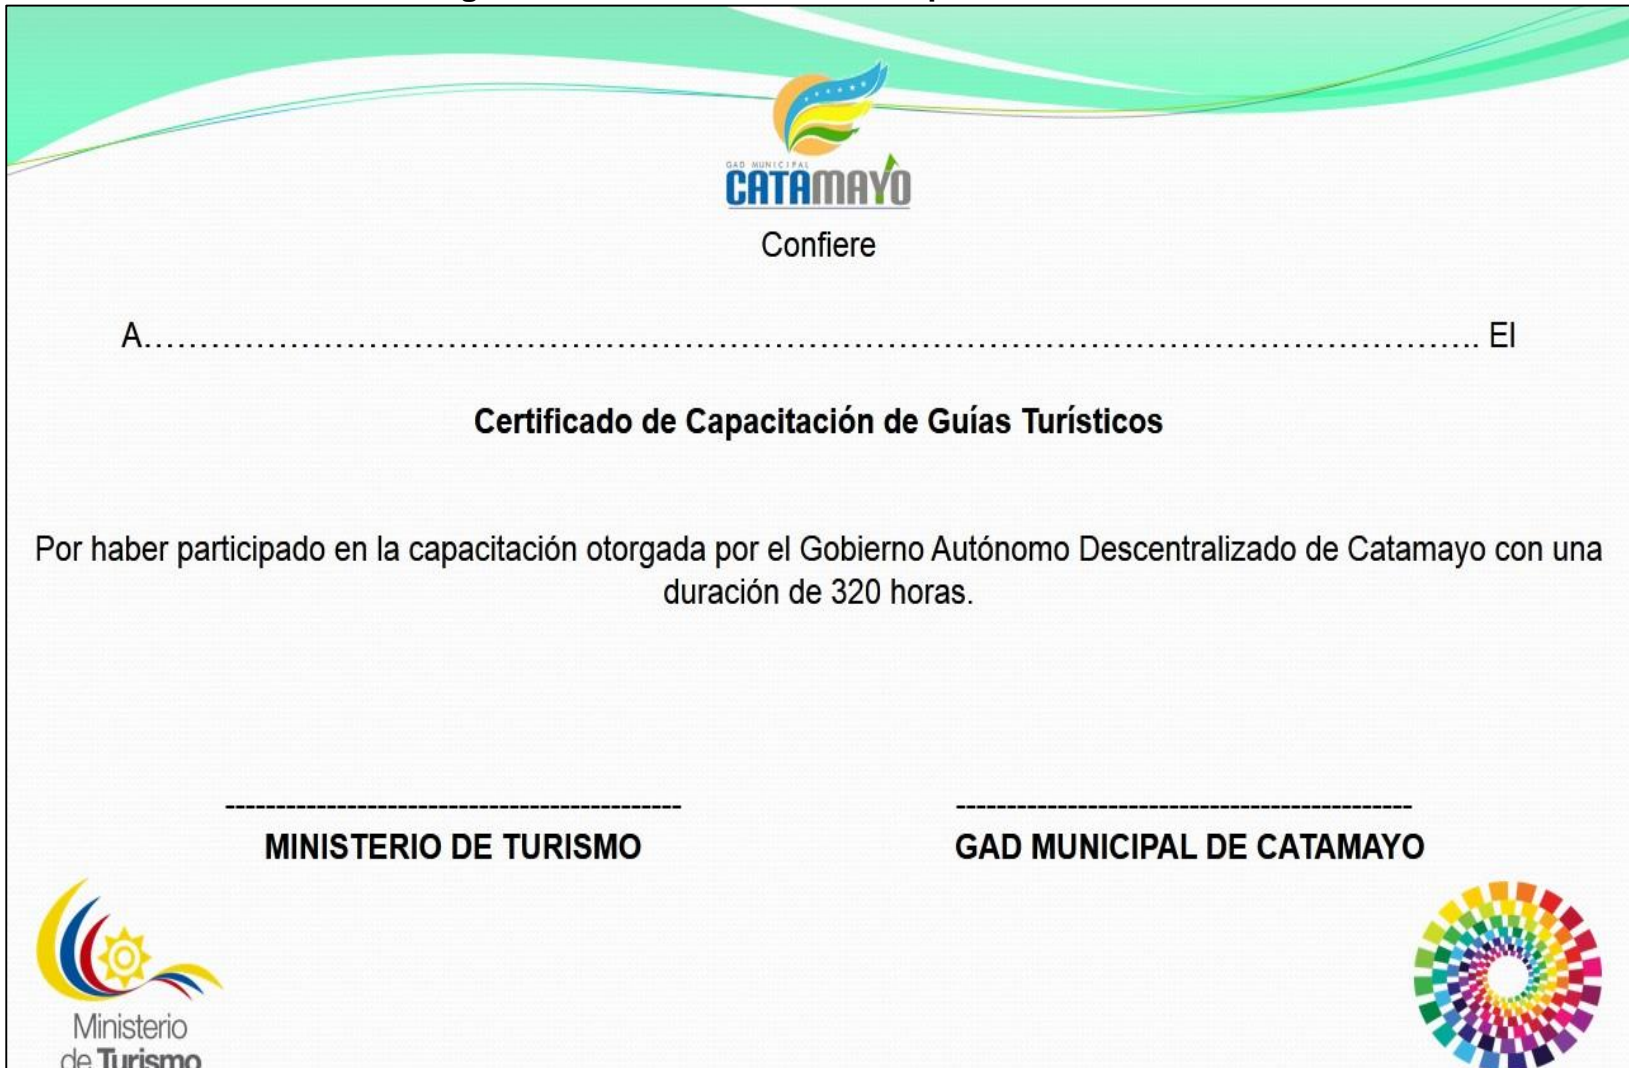 GAD MUNICIPAL
CATAMAYO
Confiere
A…………………………………………………………………………………………………………. El
Certificado de Capacitación de Guías Turísticos
Por haber participado en la capacitación otorgada por el Gobierno Autónomo Descentralizado de Catamayo con una
duración de 320 horas.
MINISTERIO DE TURISMO
GAD MUNICIPAL DE CATAMAYO
Ministerio
de Turismo